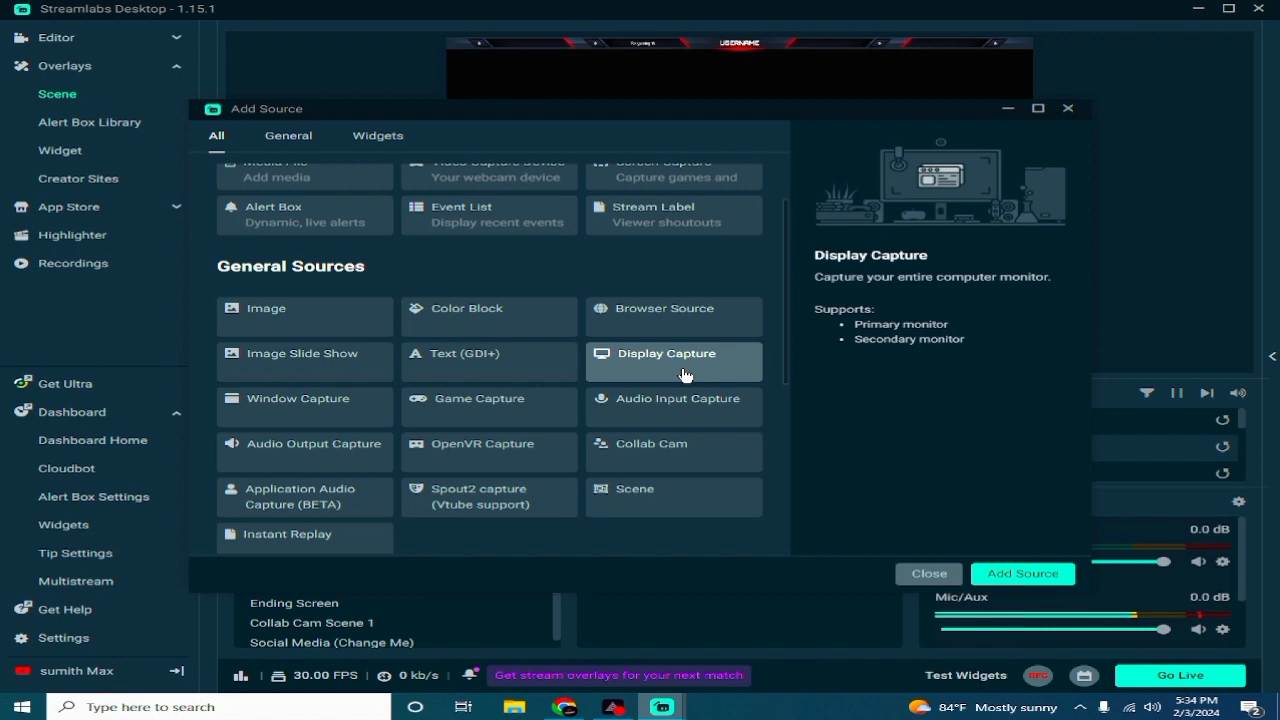 Streamlabs Desktop - 1.15.1
Editor
Overlays
Scene
Alert Box Library
Widget
Creator Sites
App Store
Highlighter
Recordings
Get Ultra
Dashboard
Dashboard Home
Cloudbot
Alert Box Settings
Widgets
Tip Settings
Multistream
Get Help
Settings
sumith Max
USERNAME
Add Source
All
General
Widgets
Add media
Your webcam device
Capture games and
Alert Box
Dynamic, live alerts
Event List
Display recent events
Stream Label
Viewer shoutouts
General Sources
Image
Color Block
Browser Source
Image Slide Show
Text (GDI+)
Display Capture
Window Capture
Game Capture
Audio Input Capture
Audio Output Capture
OpenVR Capture
Collab Cam
Application Audio
Capture (BETA)
Spout2 capture
(Vtube support)
Scene
Instant Replay
Display Capture
Capture your entire computer monitor.
Supports:
Primary monitor
Secondary monitor
Close
Add Source
0.0 dB
Mic/Aux
0.0 dB
Ending Screen
Collab Cam Scene 1
Social Media (Change Me)
30.00 FPS
0 kb/s
Get stream overlays for your next match
Test Widgets
REC
Go Live
Type here to search
84°F Mostly sunny
5:34 PM
2/3/2024
2